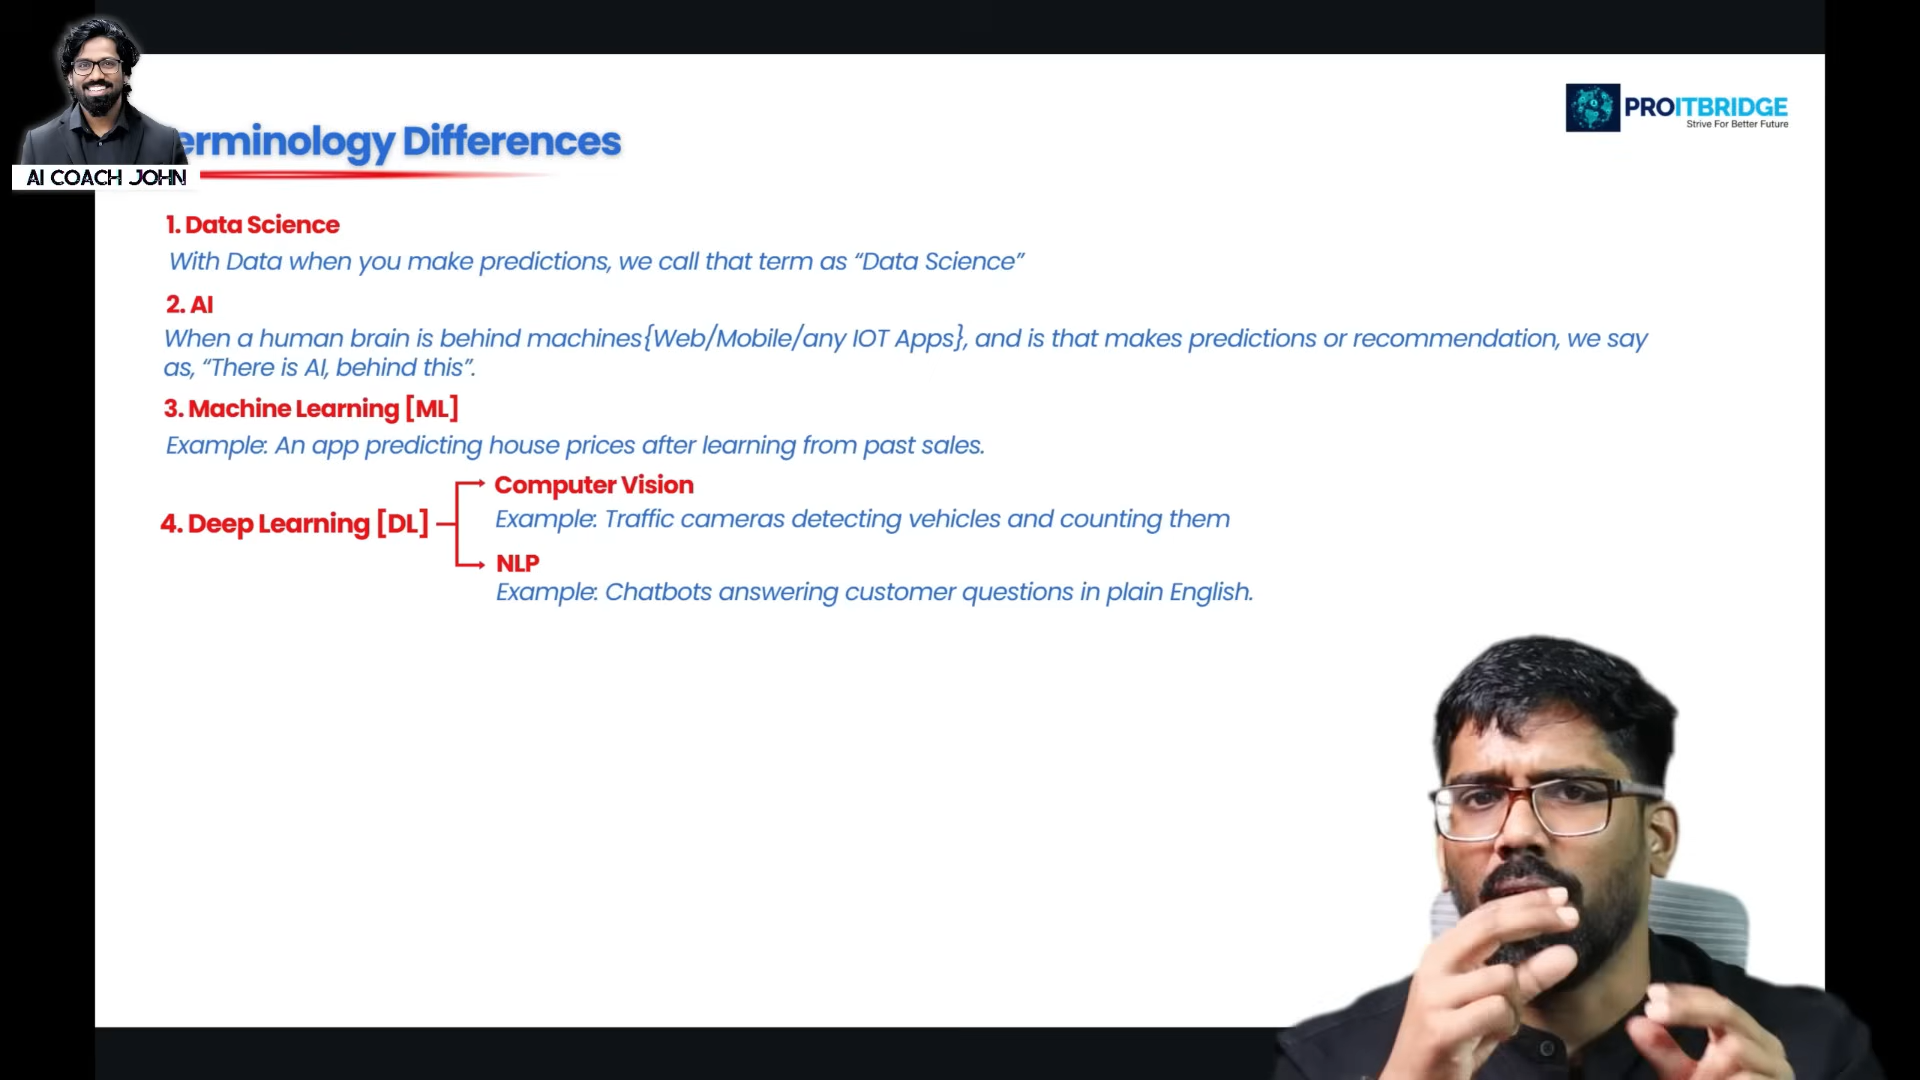 AI COACH JOHN
erminology Differences
PROITBRIDGE
Strive For Better Future
1. Data Science
With Data when you make predictions, we call that term as “Data Science”
2. AI
When a human brain is behind machines{Web/Mobile/any IOT Apps}, and is that makes predictions or recommendation, we say
as, “There is AI, behind this”.
3. Machine Learning [ML]
Example: An app predicting house prices after learning from past sales.
4. Deep Learning [DL]
Computer Vision
Example: Traffic cameras detecting vehicles and counting them
NLP
Example: Chatbots answering customer questions in plain English.